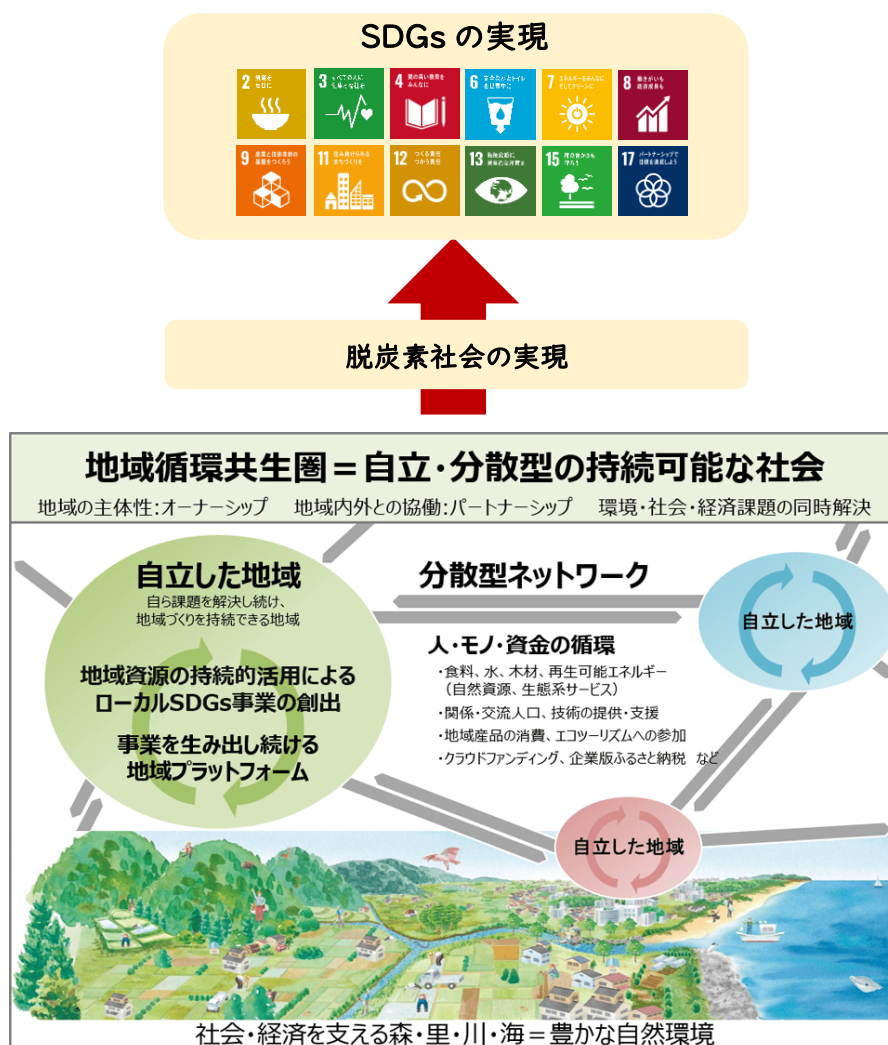 SDGs の実現
2
3
4
6
7
8
9
11
12
13
15
17
脱炭素社会の実現
地域循環共生圏＝自立・分散型の持続可能な社会
地域の主体性:オーナーシップ　地域内外との協働:パートナーシップ　環境・社会・経済課題の同時解決
自立した地域
自ら課題を解決し続け、
地域づくりを持続できる地域
地域資源の持続的活用による
ローカルSDGs事業の創出
事業を生み出し続ける
地域プラットフォーム
分散型ネットワーク
人・モノ・資金の循環
・食料、水、木材、再生可能エネルギー
（自然資源、生態系サービス）
・関係・交流人口、技術の提供・支援
・地域産品の消費、エコツーリズムへの参加
・クラウドファンディング、企業版ふるさと納税 など
自立した地域
自立した地域
社会・経済を支える森・里・川・海＝豊かな自然環境